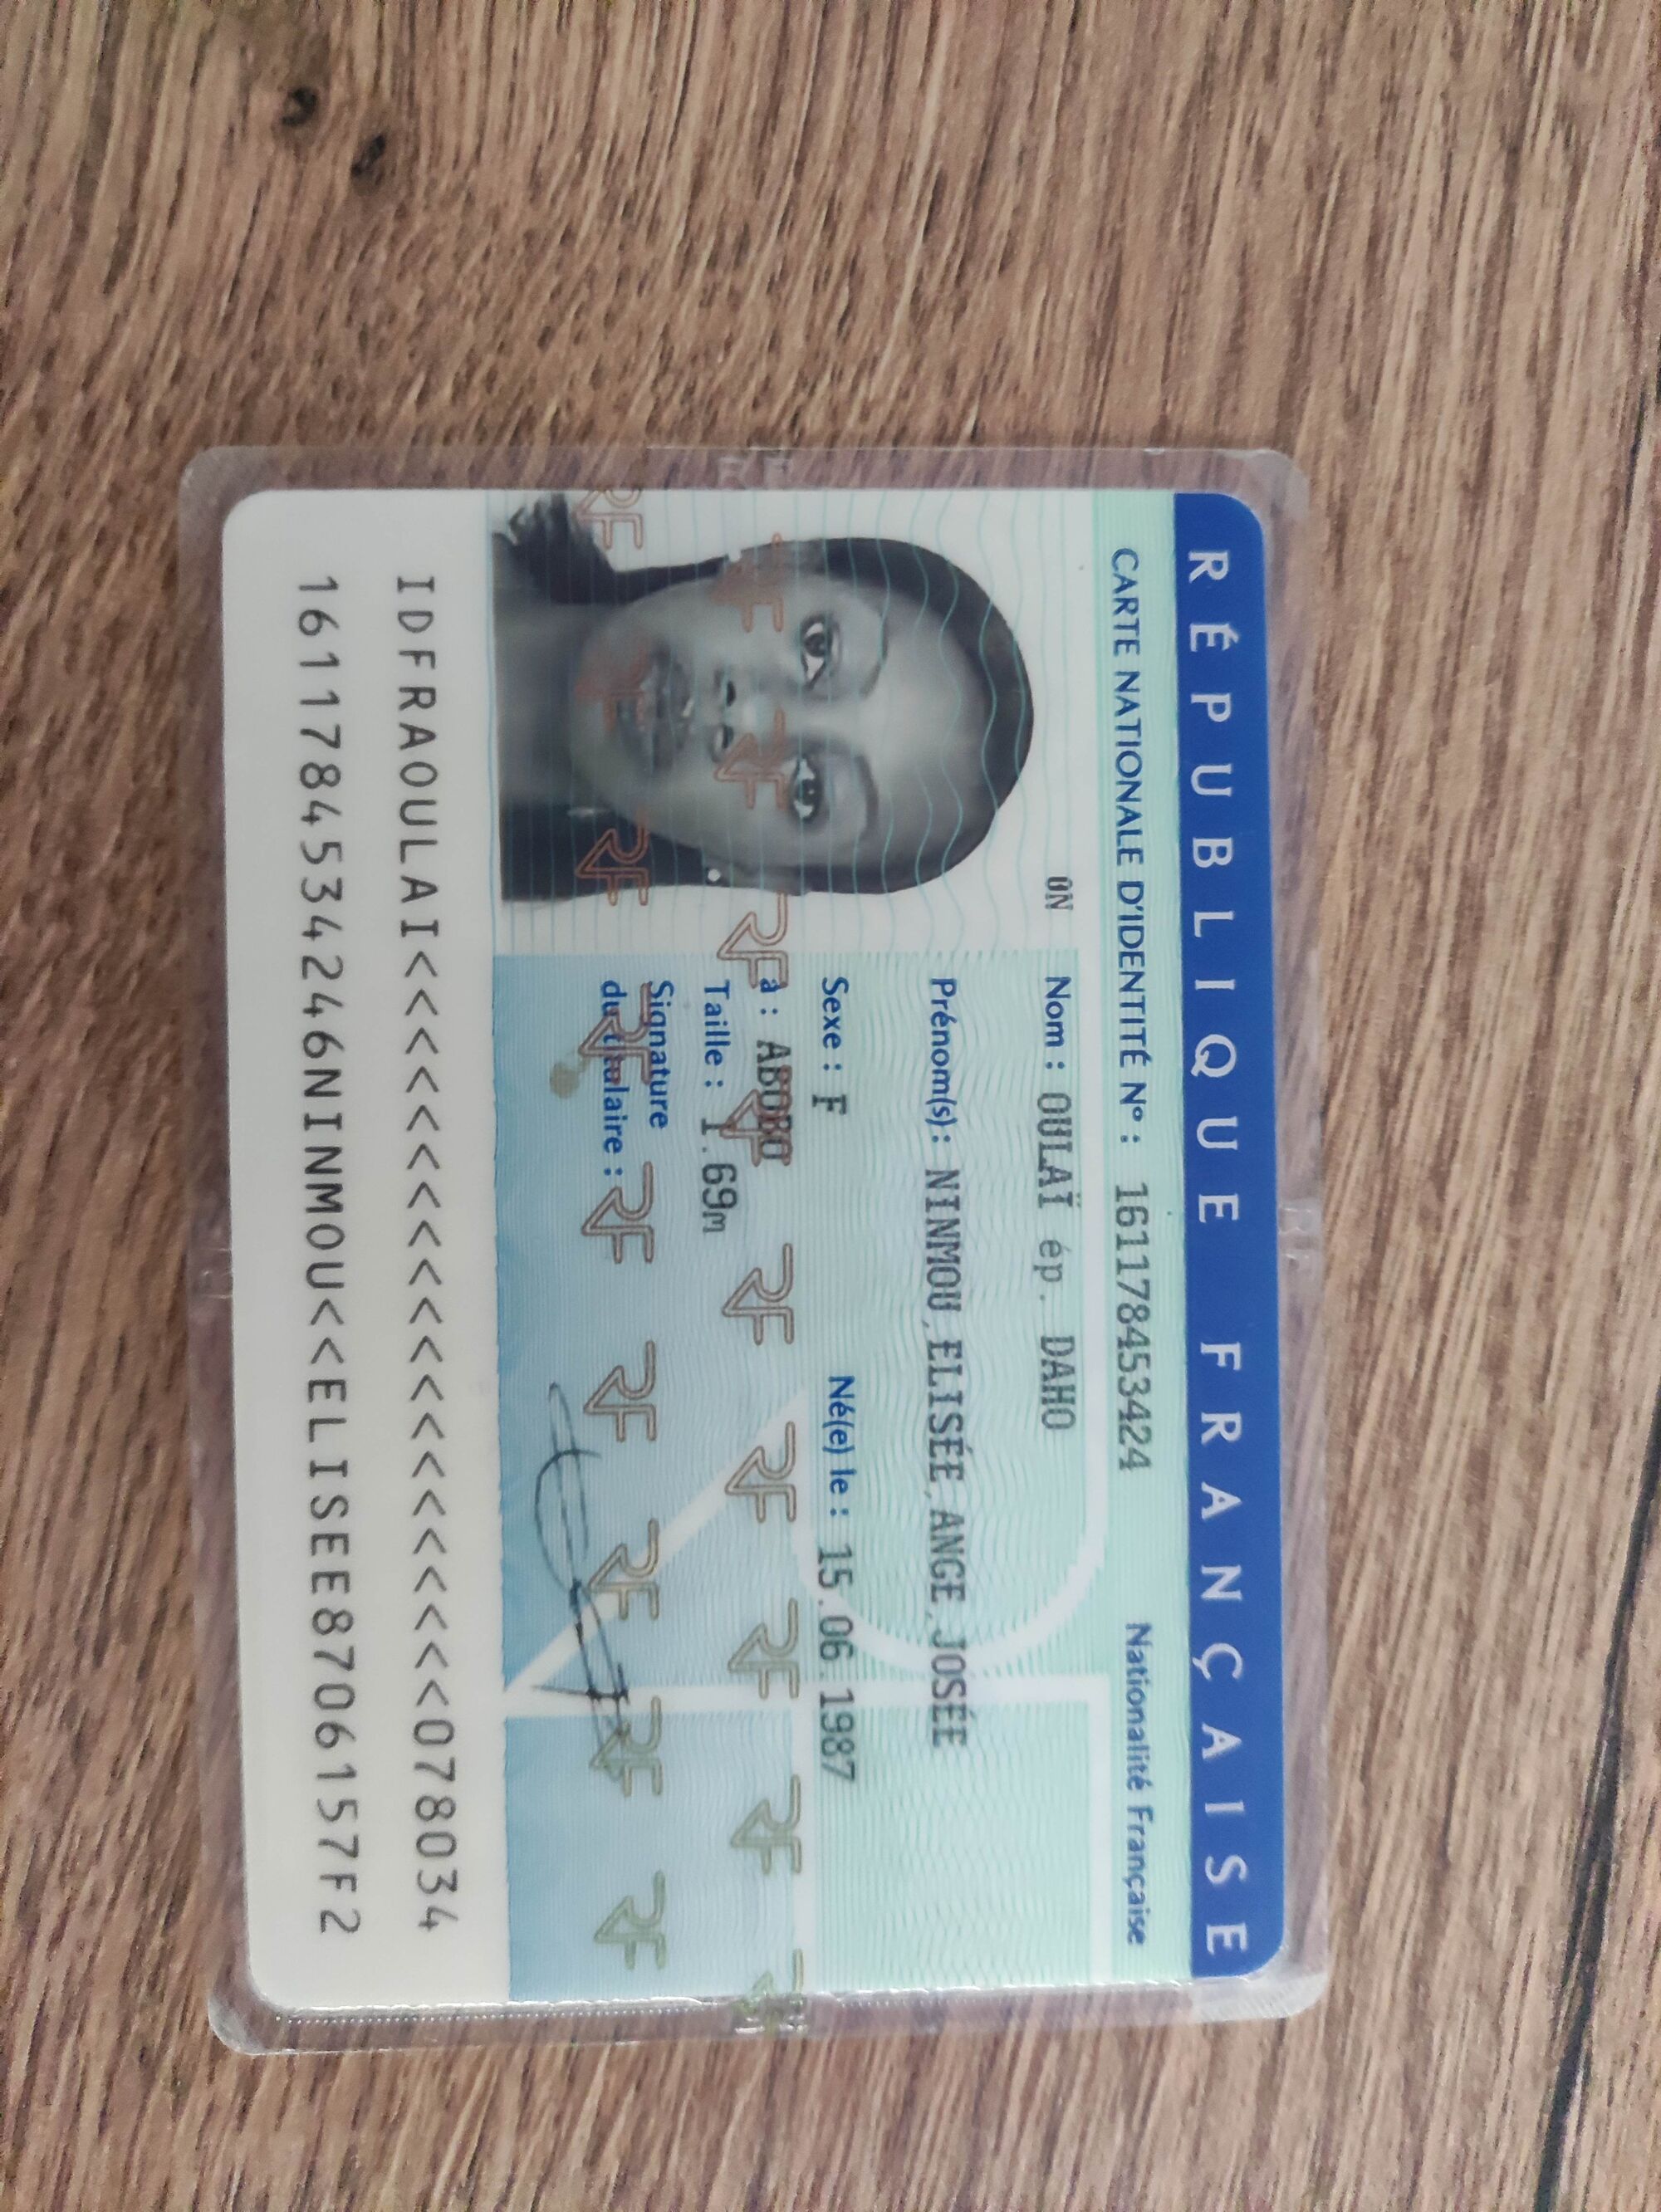 RÉPUBLIQUE FRANÇAISE
CARTE NATIONALE D'IDENTITÉ N° : 161178453424 Nationalité Française
0N
Nom : OULAÏ ép. DAHO
Prénom(s) : NINMOU,ELISÉE,ANGE,JOSÉE
Sexe : F Né(e) le : 15.06.1987
à : ABOBO
Taille : 1.69m
Signature
du titulaire :
IDFRAOULAI<<<<<<<<<<<<<<<<<<<<078034
1611784534246NINMOU<<ELISEE8706157F2